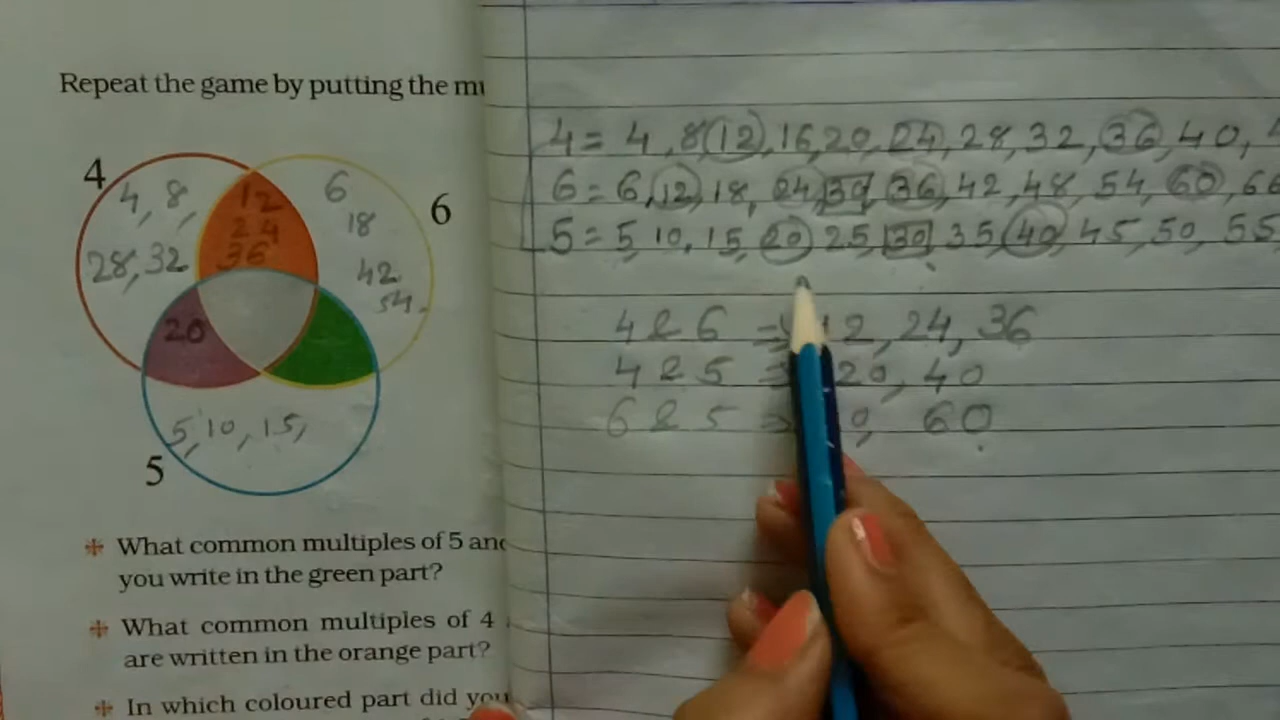 Repeat the game by putting the mu
4
4, 8,
28, 32
12
24
36
6
18
42
54.
6
20
5, 10, 15,
5
What common multiples of 5 and
you write in the green part?
What common multiples of 4
are written in the orange part?
In which coloured part did you
4 = 4, 8, 12, 16, 20, 24, 28, 32, 36, 40,
6 = 6, 12, 18, 24, 30, 36, 42, 48, 54, 60, 66
5 = 5, 10, 15, 20, 25, 30, 35, 40, 45, 50, 55,
4 & 6 => 12, 24, 36
4 & 5 => 20, 40
6 & 5 => 0, 60